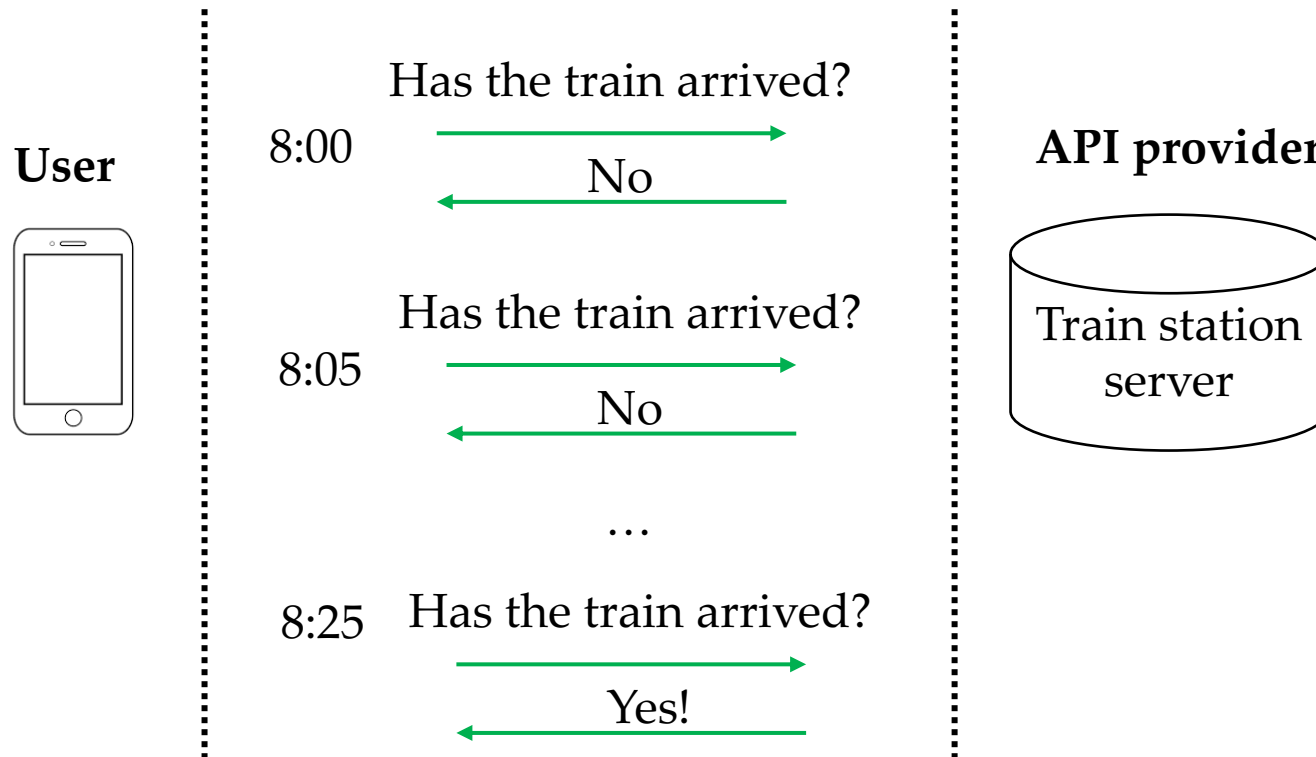 User
8:00
Has the train arrived?
No
8:05
Has the train arrived?
No
…
8:25
Has the train arrived?
Yes!
API provider
Train station
server